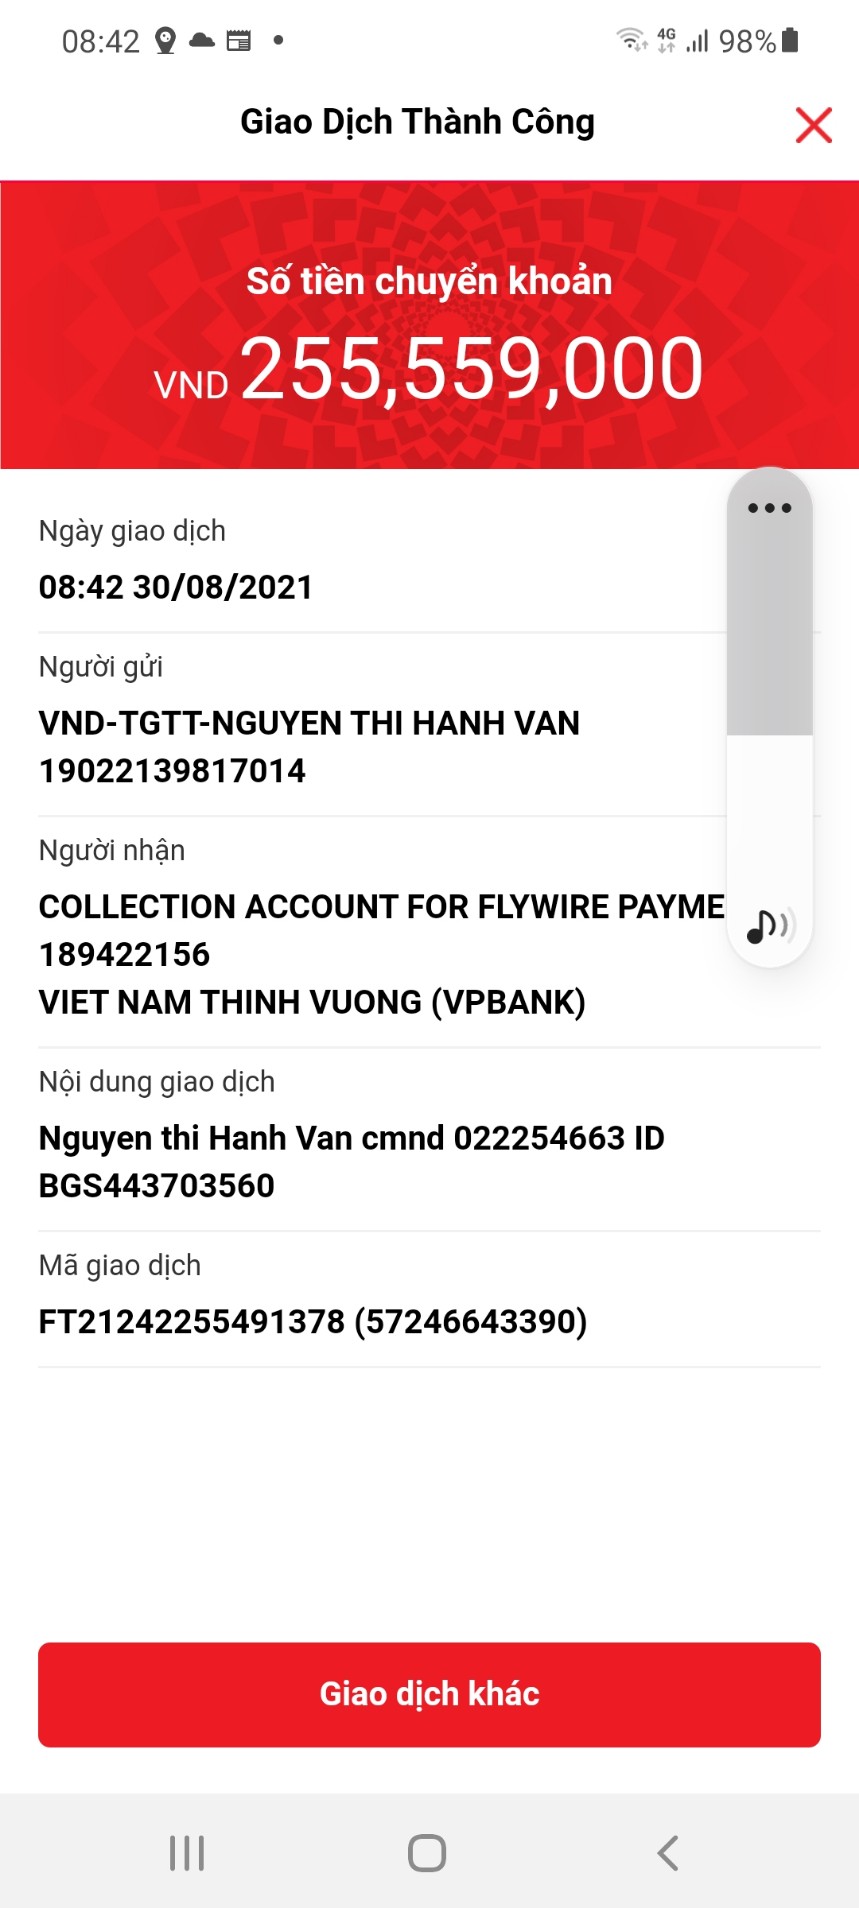 08:42
4G
98%
Giao Dịch Thành Công
Số tiền chuyển khoản
VND 255,559,000
Ngày giao dịch
08:42 30/08/2021
Người gửi
VND-TGTT-NGUYEN THI HANH VAN
19022139817014
Người nhận
COLLECTION ACCOUNT FOR FLYWIRE PAYME
189422156
VIET NAM THINH VUONG (VPBANK)
Nội dung giao dịch
Nguyen thi Hanh Van cmnd 022254663 ID
BGS443703560
Mã giao dịch
FT21242255491378 (57246643390)
Giao dịch khác